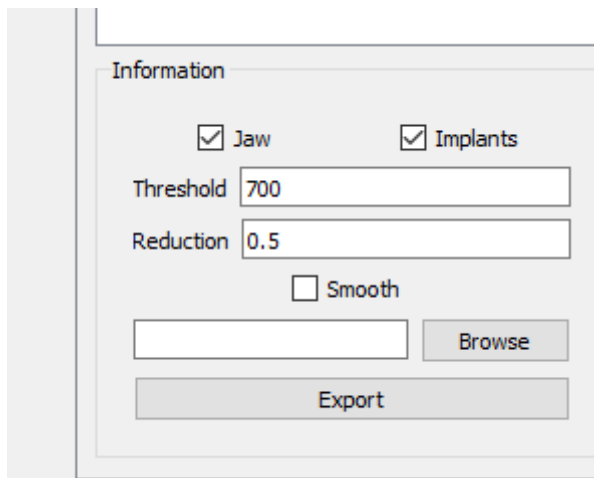 Information
Jaw Implants
Threshold 700
Reduction 0.5
Smooth
Browse
Export